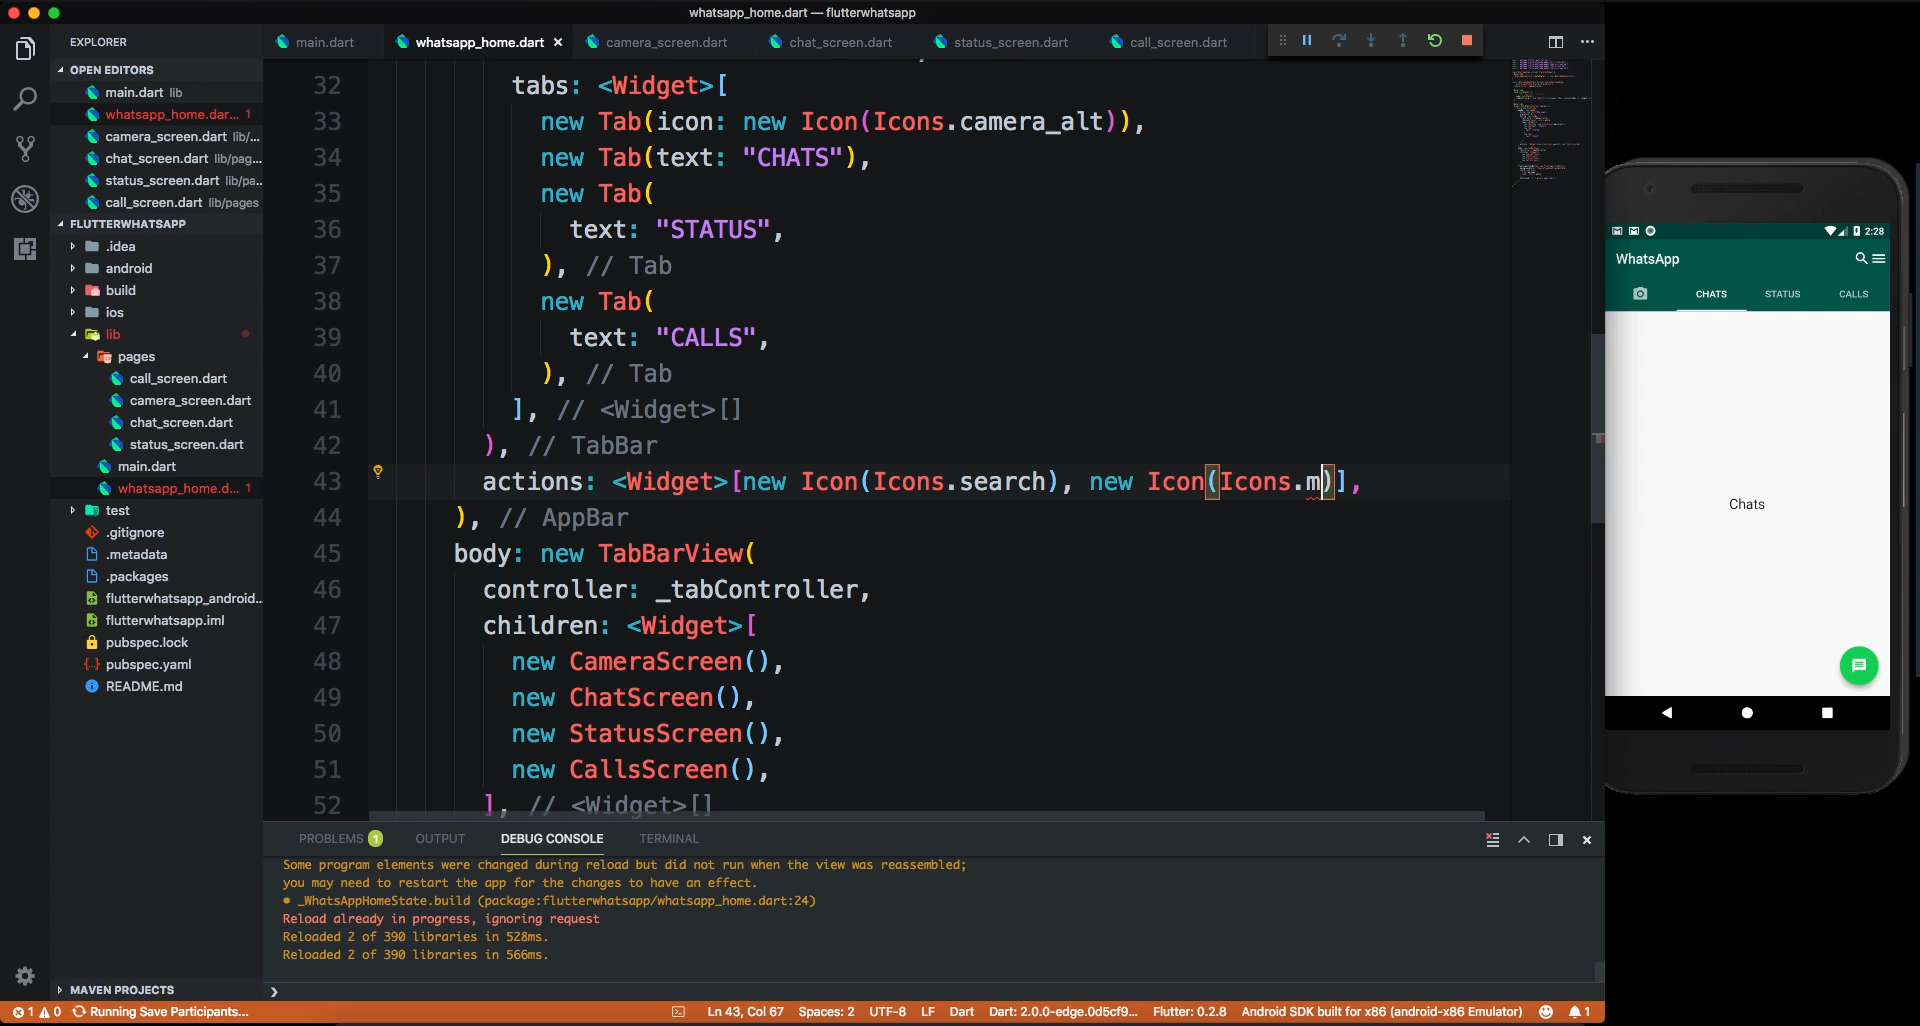 whatsapp_home.dart — flutterwhatsapp
EXPLORER
OPEN EDITORS
main.dart lib
whatsapp_home.dar... 1
camera_screen.dart lib/...
chat_screen.dart lib/pag...
status_screen.dart lib/pa...
call_screen.dart lib/pages
FLUTTERWHATSAPP
.idea
android
build
ios
lib
pages
call_screen.dart
camera_screen.dart
chat_screen.dart
status_screen.dart
main.dart
whatsapp_home.d... 1
test
.gitignore
.metadata
.packages
flutterwhatsapp_android...
flutterwhatsapp.iml
pubspec.lock
pubspec.yaml
README.md
MAVEN PROJECTS
main.dart whatsapp_home.dart camera_screen.dart chat_screen.dart status_screen.dart call_screen.dart
32 tabs: <Widget>[
33 new Tab(icon: new Icon(Icons.camera_alt)),
34 new Tab(text: "CHATS"),
35 new Tab(
36 text: "STATUS",
37 ), // Tab
38 new Tab(
39 text: "CALLS",
40 ), // Tab
41 ], // <Widget>[]
42 ), // TabBar
43 actions: <Widget>[new Icon(Icons.search), new Icon(Icons.m)],
44 ), // AppBar
45 body: new TabBarView(
46 controller: _tabController,
47 children: <Widget>[
48 new CameraScreen(),
49 new ChatScreen(),
50 new StatusScreen(),
51 new CallsScreen(),
52 ], // <Widget>[]
PROBLEMS 1 OUTPUT DEBUG CONSOLE TERMINAL
Some program elements were changed during reload but did not run when the view was reassembled;
you may need to restart the app for the changes to have an effect.
• _WhatsAppHomeState.build (package:flutterwhatsapp/whatsapp_home.dart:24)
Reload already in progress, ignoring request
Reloaded 2 of 390 libraries in 528ms.
Reloaded 2 of 390 libraries in 566ms.
1 0 Running Save Participants... Ln 43, Col 67 Spaces: 2 UTF-8 LF Dart Dart: 2.0.0-edge.0d5cf9... Flutter: 0.2.8 Android SDK built for x86 (android-x86 Emulator) 1
2:28
WhatsApp
CHATS STATUS CALLS
Chats